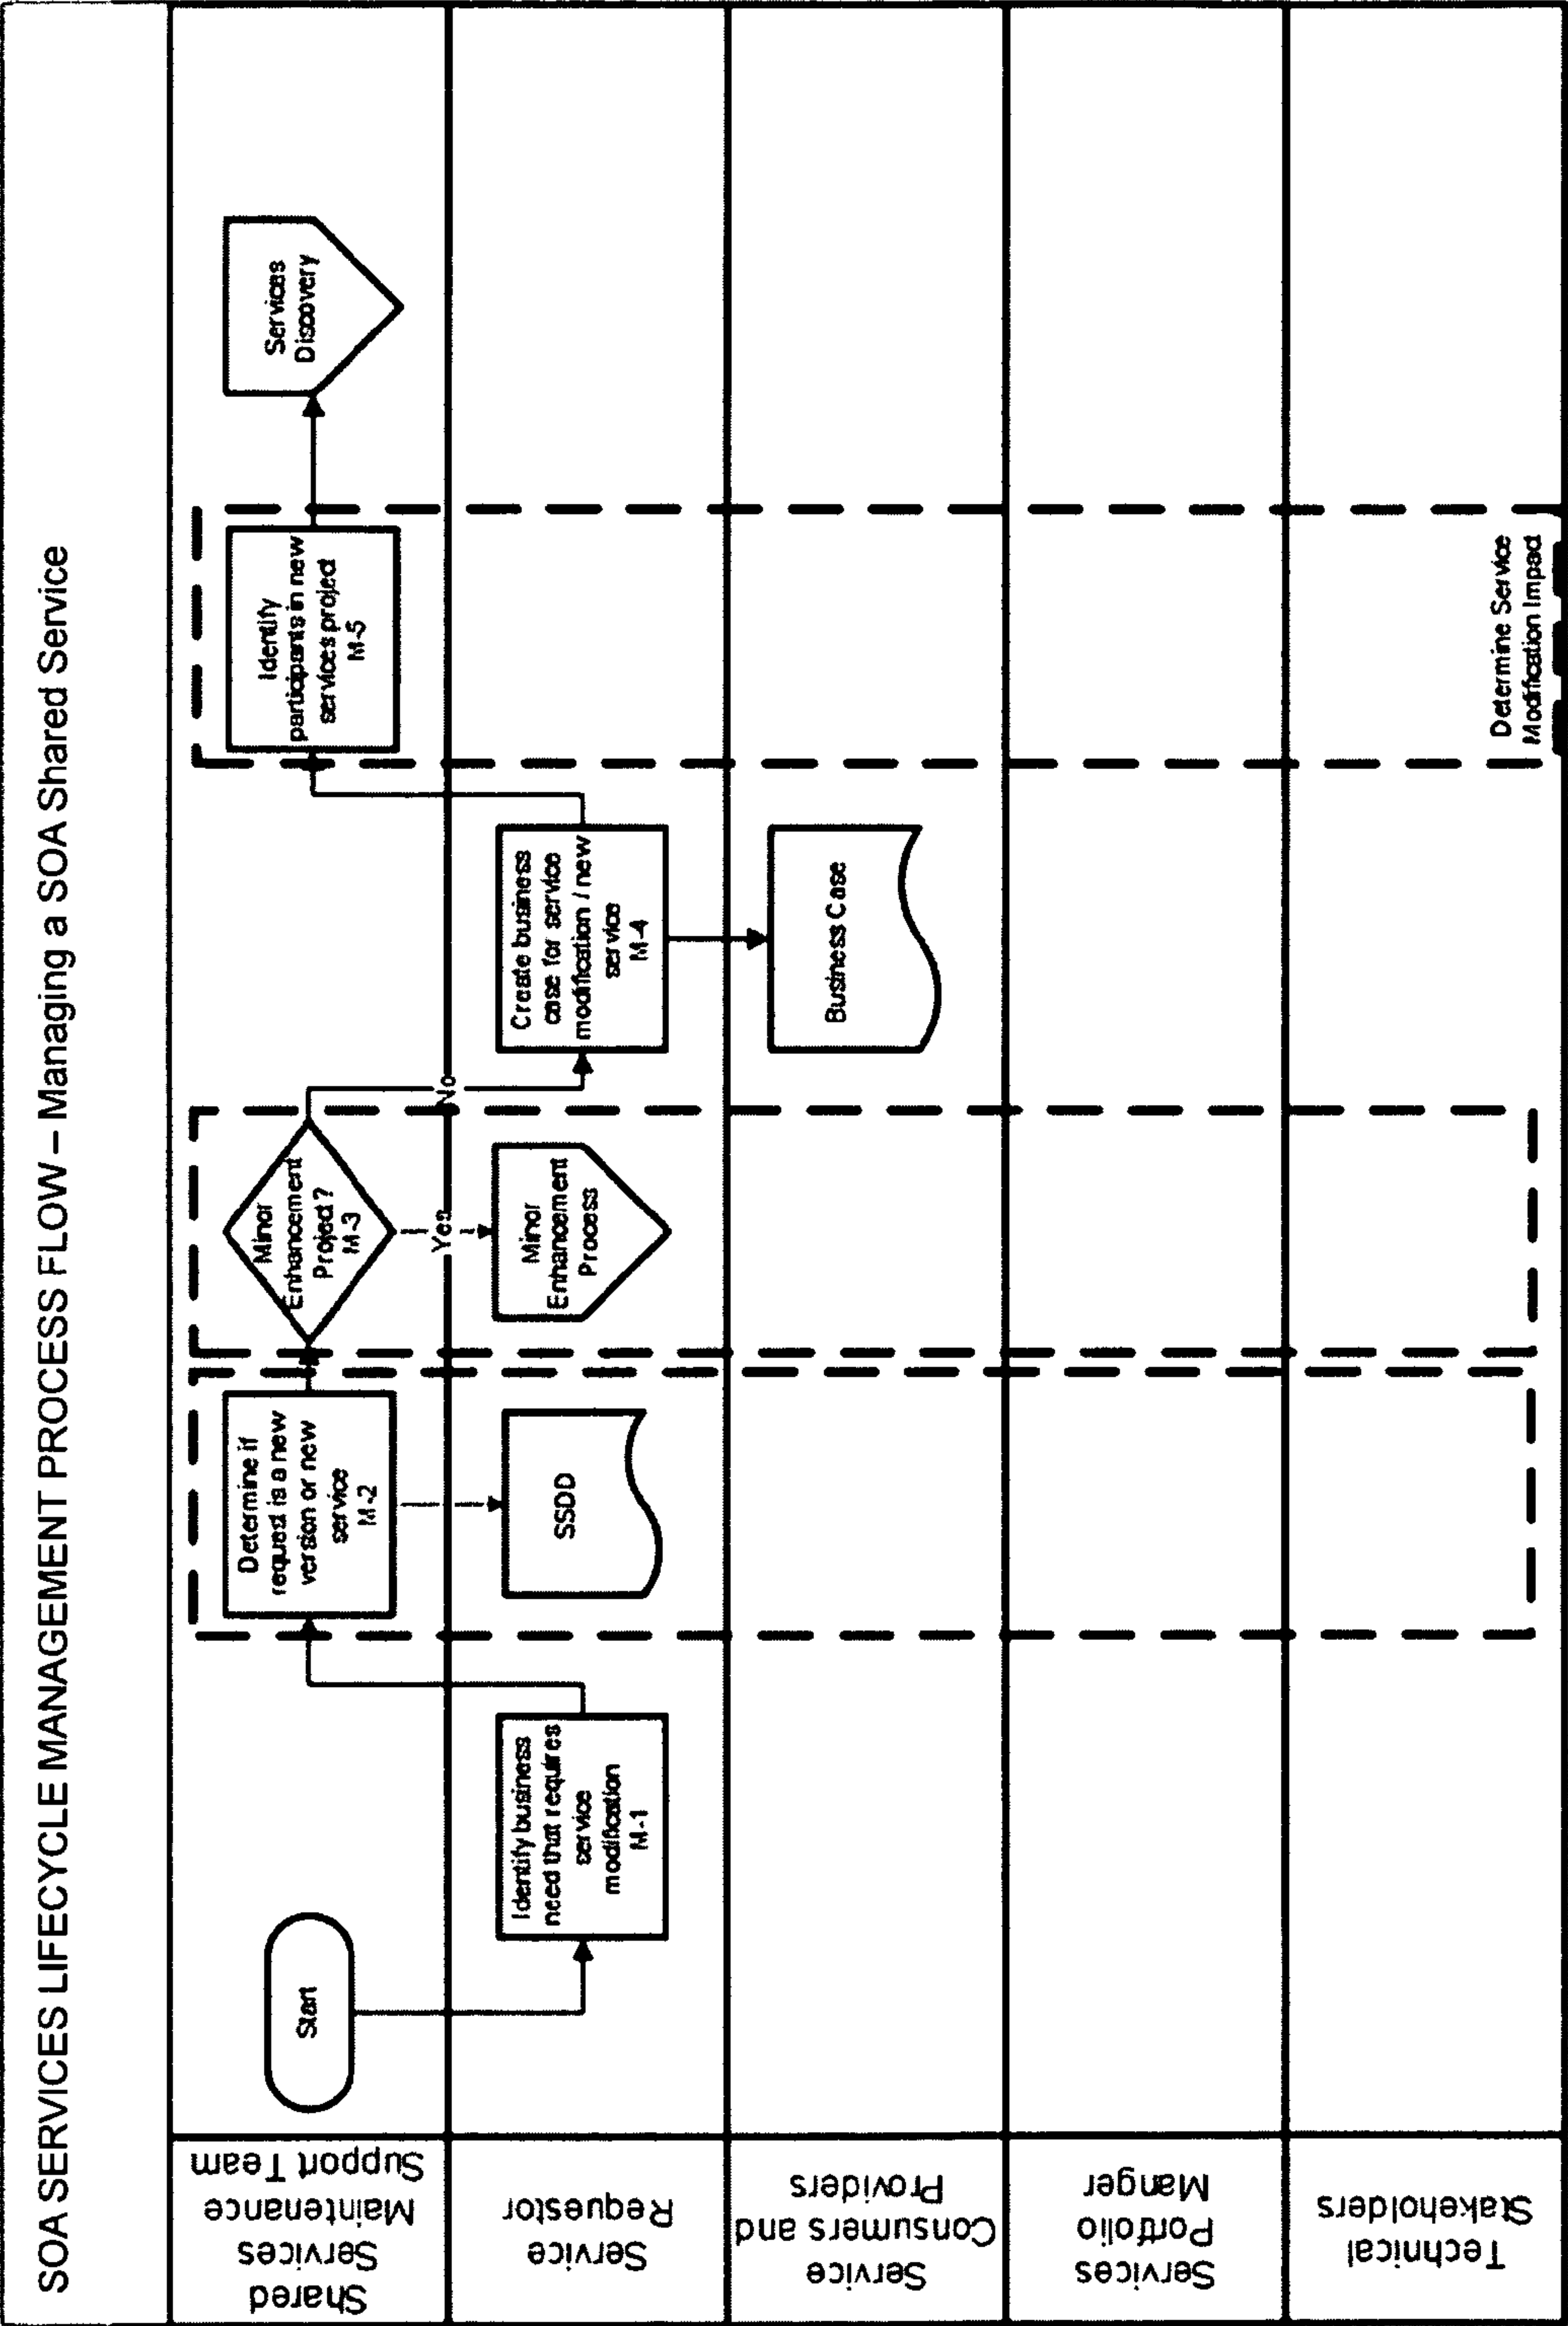 SOA SERVICES LIFECYCLE MANAGEMENT PROCESS FLOW – Managing a SOA Shared Service
Shared
Services
Maintenance
Support Team
Start
Determine if
request is a new
version or new
service
M-2
Minor
Enhancement
Project?
M-3
Identify
participants in new
services project
M-5
Services
Discovery
Service
Requestor
Identify business
need that requires
service
modification
M-1
SSDD
Yes
Minor
Enhancement
Process
No
Create business
case for service
modification / new
service
M-4
Service
Consumers and
Providers
Business Case
Services
Portfolio
Manger
Technical
Stakeholders
Determine Service
Modification Impact